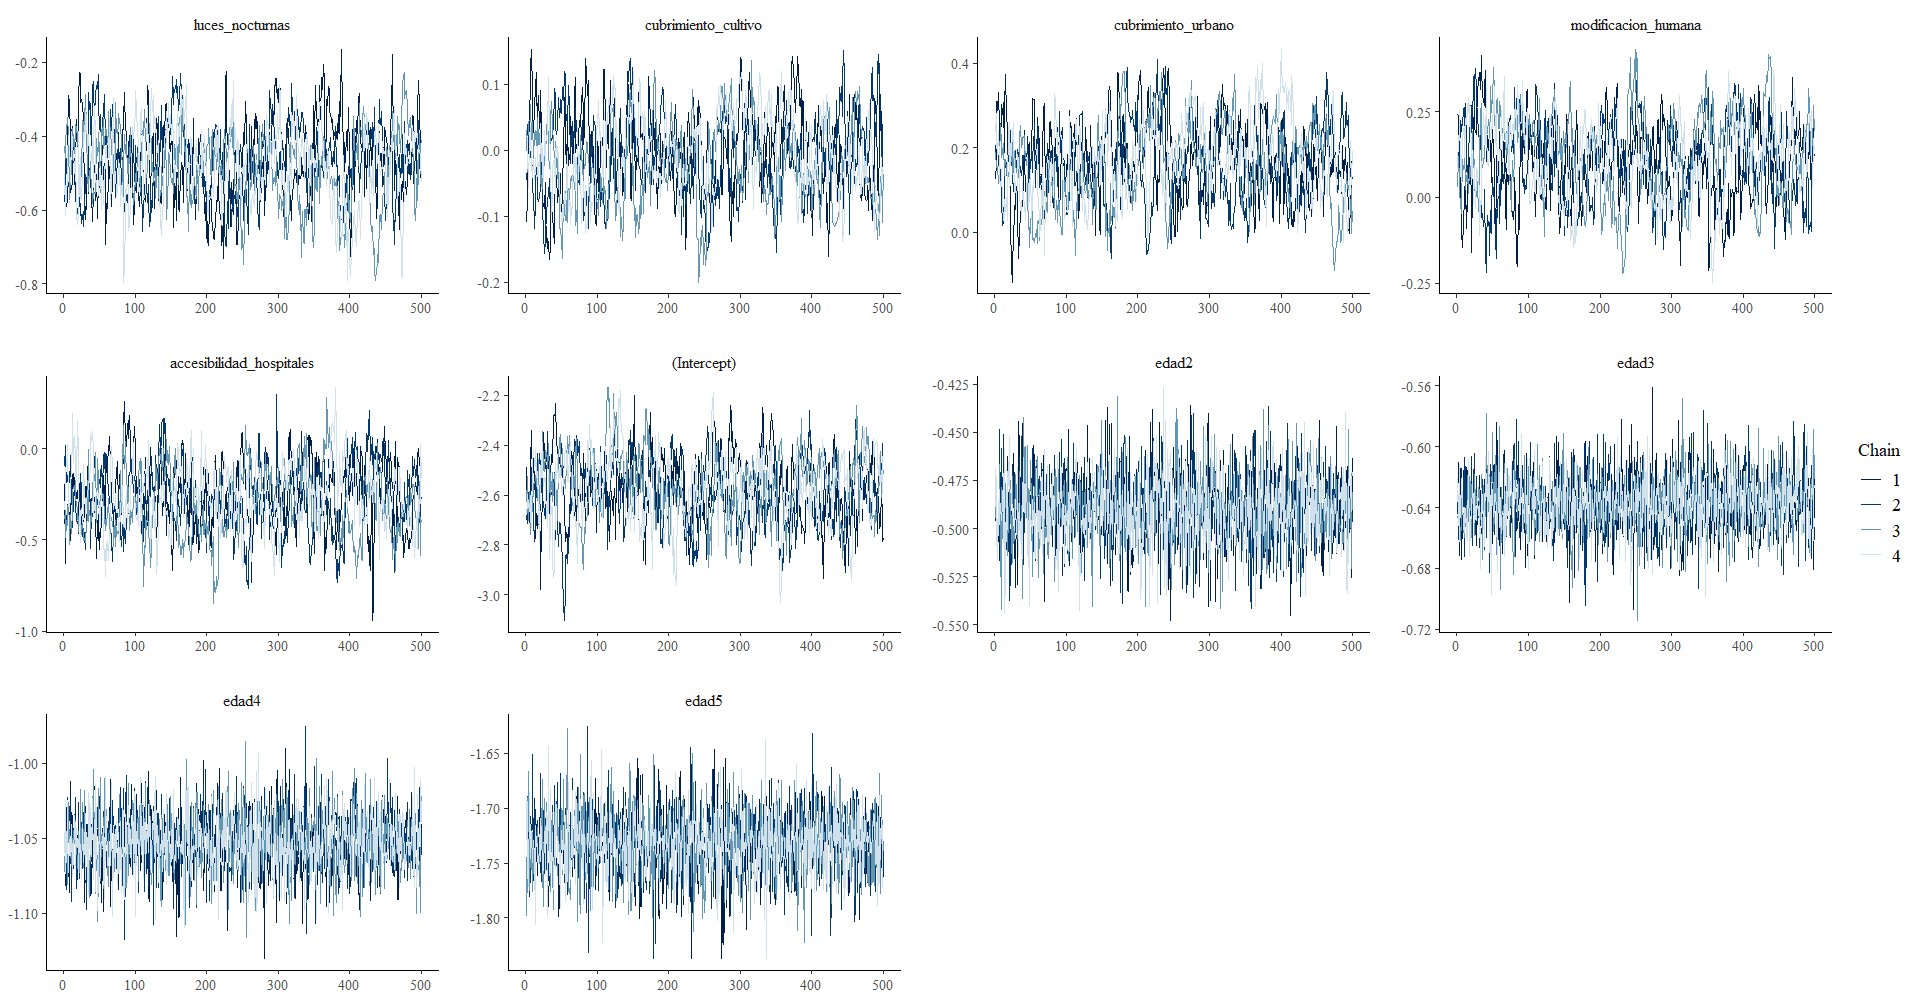 luces_nocturnas
cubrimiento_cultivo
cubrimiento_urbano
modificacion_humana
-0.2
-0.4
-0.6
-0.8
0 100 200 300 400 500
0.1
0.0
-0.1
-0.2
0 100 200 300 400 500
0.4
0.2
0.0
0 100 200 300 400 500
0.25
0.00
-0.25
0 100 200 300 400 500
accesibilidad_hospitales
(Intercept)
edad2
edad3
0.0
-0.5
-1.0
0 100 200 300 400 500
-2.2
-2.4
-2.6
-2.8
-3.0
0 100 200 300 400 500
-0.425
-0.450
-0.475
-0.500
-0.525
-0.550
0 100 200 300 400 500
-0.56
-0.60
-0.64
-0.68
-0.72
0 100 200 300 400 500
Chain
1
2
3
4
edad4
edad5
-1.00
-1.05
-1.10
0 100 200 300 400 500
-1.65
-1.70
-1.75
-1.80
0 100 200 300 400 500